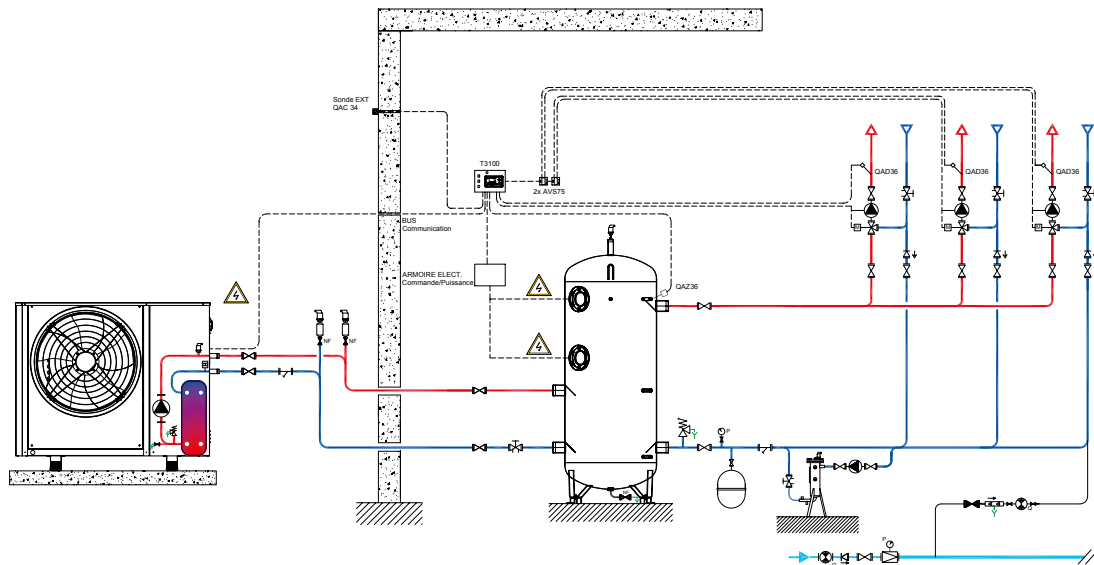 Sonde EXT
QAC 34
T3100
2x AVS75
QAD36
QAD36
QAD36
BUS
Communication
ARMOIRE ELECT.
Commande/Puissance
QAZ36
NF
NF
M
M
M
P
NF
P